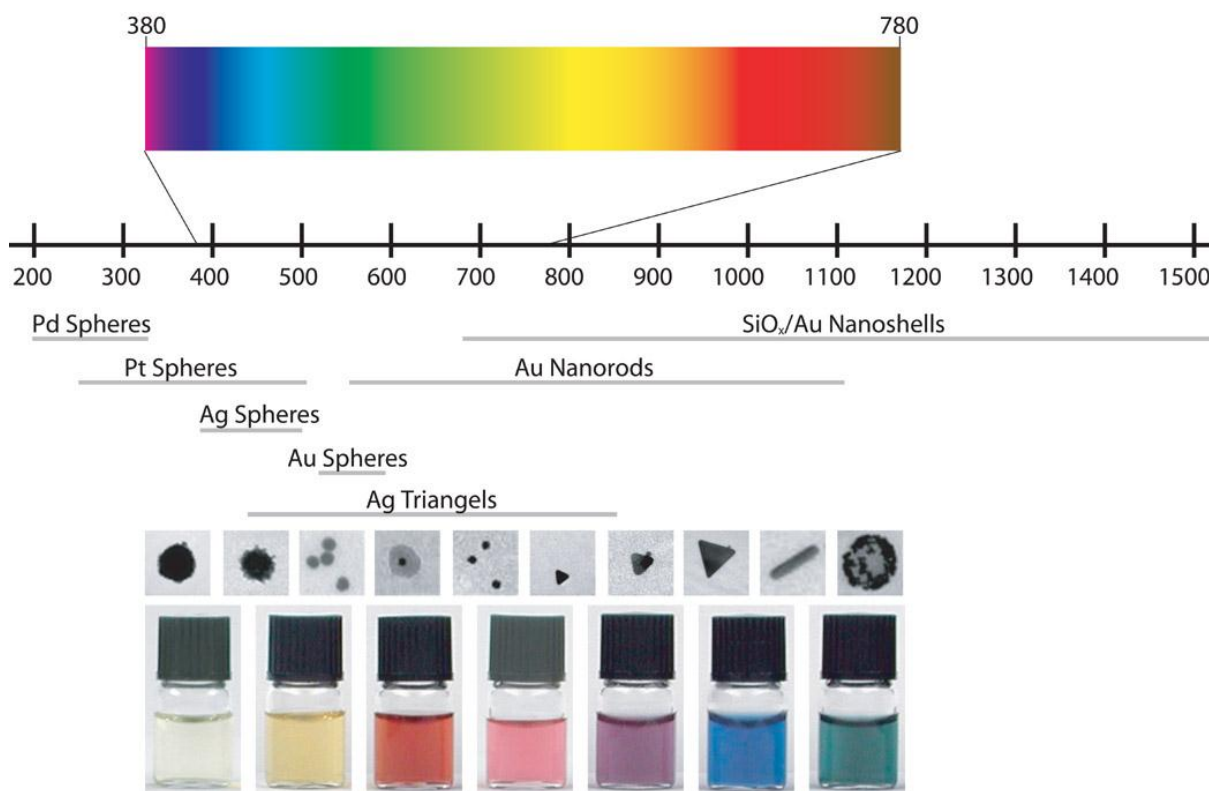 380 780
200 300 400 500 600 700 800 900 1000 1100 1200 1300 1400 1500
Pd Spheres SiOₓ/Au Nanoshells
Pt Spheres Au Nanorods
Ag Spheres
Au Spheres
Ag Triangels